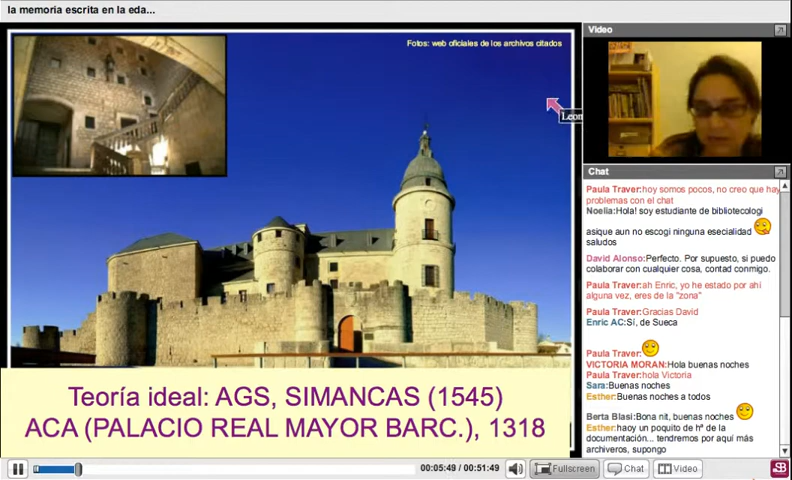 la memoria escrita en la eda...
Fotos: web oficiales de los archivos citados
Leon
Teoría ideal: AGS, SIMANCAS (1545)
ACA (PALACIO REAL MAYOR BARC.), 1318
Video
Chat
Paula Traver:hoy somos pocos, no creo que hay
problemas con el chat
Noelia:Hola! soy estudiante de bibliotecologi
asique aun no escogi ninguna esecialidad
saludos
David Alonso:Perfecto. Por supuesto, si puedo
colaborar con cualquier cosa, contad conmigo.
Paula Traver:ah Enric, yo he estado por ahi
alguna vez, eres de la "zona"
Paula Traver:Gracias David
Enric AC:Sí, de Sueca
Paula Traver:
VICTORIA MORAN:Hola buenas noches
Paula Traver:hola Victoria
Sara:Buenas noches
Esther:Buenas noches a todos
Berta Blasi:Bona nit, buenas noches
Esther:haoy un poquito de hª de la
documentación... tendremos por aquí más
archiveros, supongo
00:05:49 / 00:51:49
Fullscreen
Chat
Video
SB